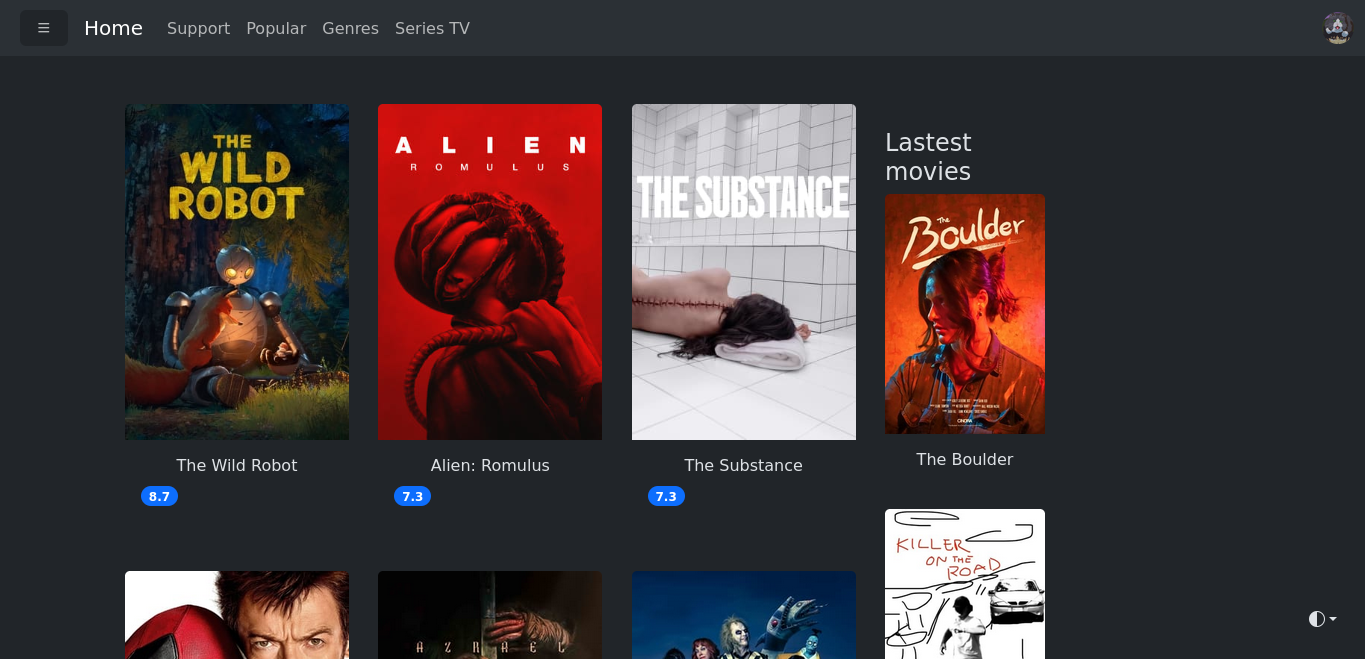 Home
Support
Popular
Genres
Series TV
THE
WILD
ROBOT
The Wild Robot
8.7
ALIEN
ROMULUS
Alien: Romulus
7.3
THE SUBSTANCE
The Substance
7.3
Lastest
movies
The
Boulder
The Boulder
AZRAEL
KILLER
ON THE
ROAD